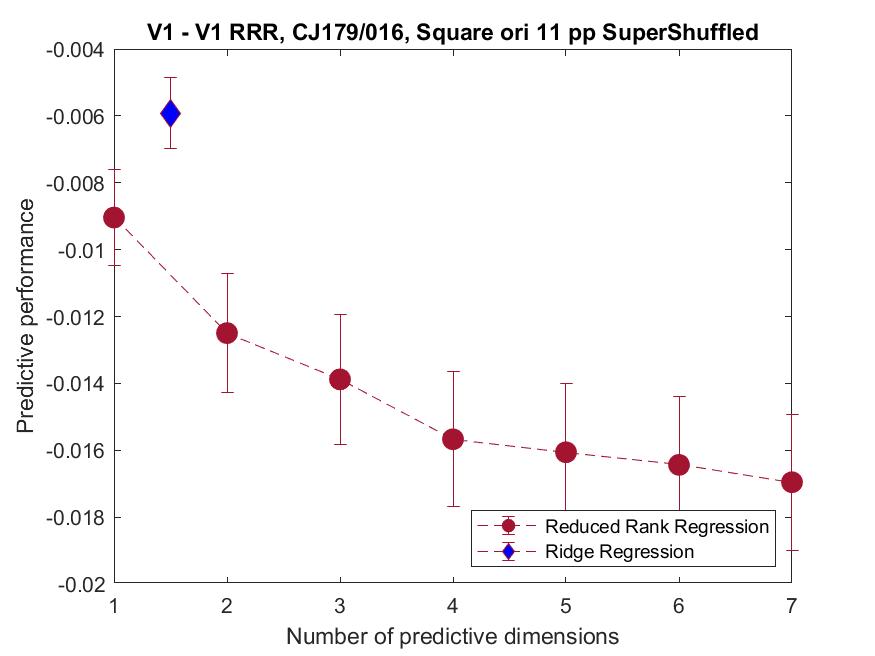 V1 - V1 RRR, CJ179/016, Square ori 11 pp SuperShuffled
Predictive performance
-0.004
-0.006
-0.008
-0.01
-0.012
-0.014
-0.016
-0.018
-0.02
1 2 3 4 5 6 7
Number of predictive dimensions
Reduced Rank Regression
Ridge Regression